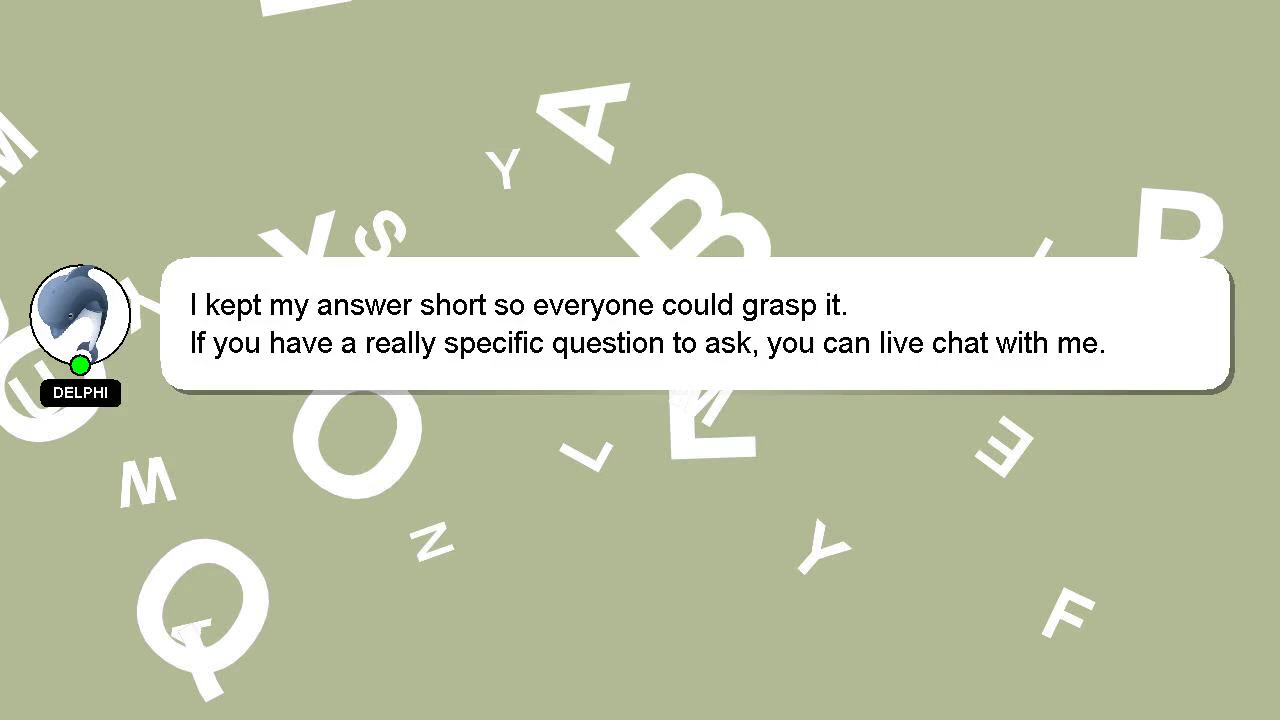 I kept my answer short so everyone could grasp it.
If you have a really specific question to ask, you can live chat with me.
DELPHI
M
A
Y
B
S
Y
R
O
L
E
W
N
Y
Q
F